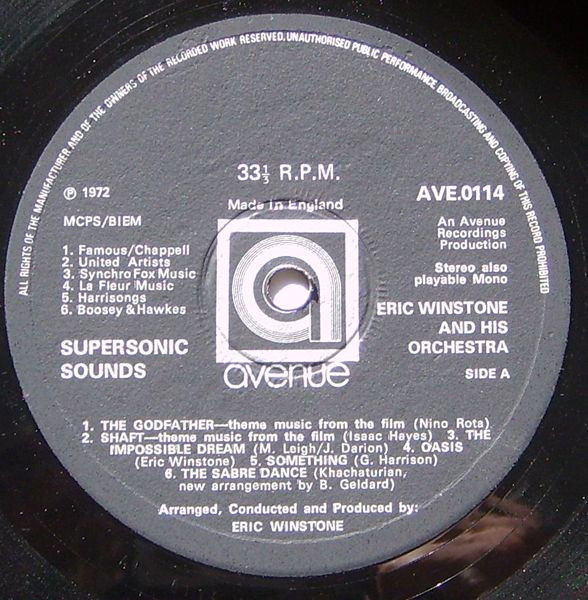 ALL RIGHTS OF THE MANUFACTURER AND OF THE OWNERS OF THE RECORDED WORK RESERVED. UNAUTHORISED PUBLIC PERFORMANCE BROADCASTING AND COPYING OF THIS RECORD PROHIBITED
33⅓ R.P.M.
Made in England
℗ 1972
AVE.0114
MCPS/BIEM
An Avenue
Recordings
Production
1. Famous/Chappell
2. United Artists
3. Synchro Fox Music
4. La Fleur Music
5. Harrisongs
6. Boosey & Hawkes
Stereo also
playable Mono
SUPERSONIC
SOUNDS
ERIC WINSTONE
AND HIS
ORCHESTRA
SIDE A
a
avenue
1. THE GODFATHER—theme music from the film (Nino Rota)
2. SHAFT—theme music from the film (Isaac Hayes) 3. THE
IMPOSSIBLE DREAM (M. Leigh/J. Darion) 4. OASIS
(Eric Winstone) 5. SOMETHING (G. Harrison)
6. THE SABRE DANCE (Khachaturian,
new arrangement by B. Geldard)
Arranged, Conducted and Produced by:
ERIC WINSTONE